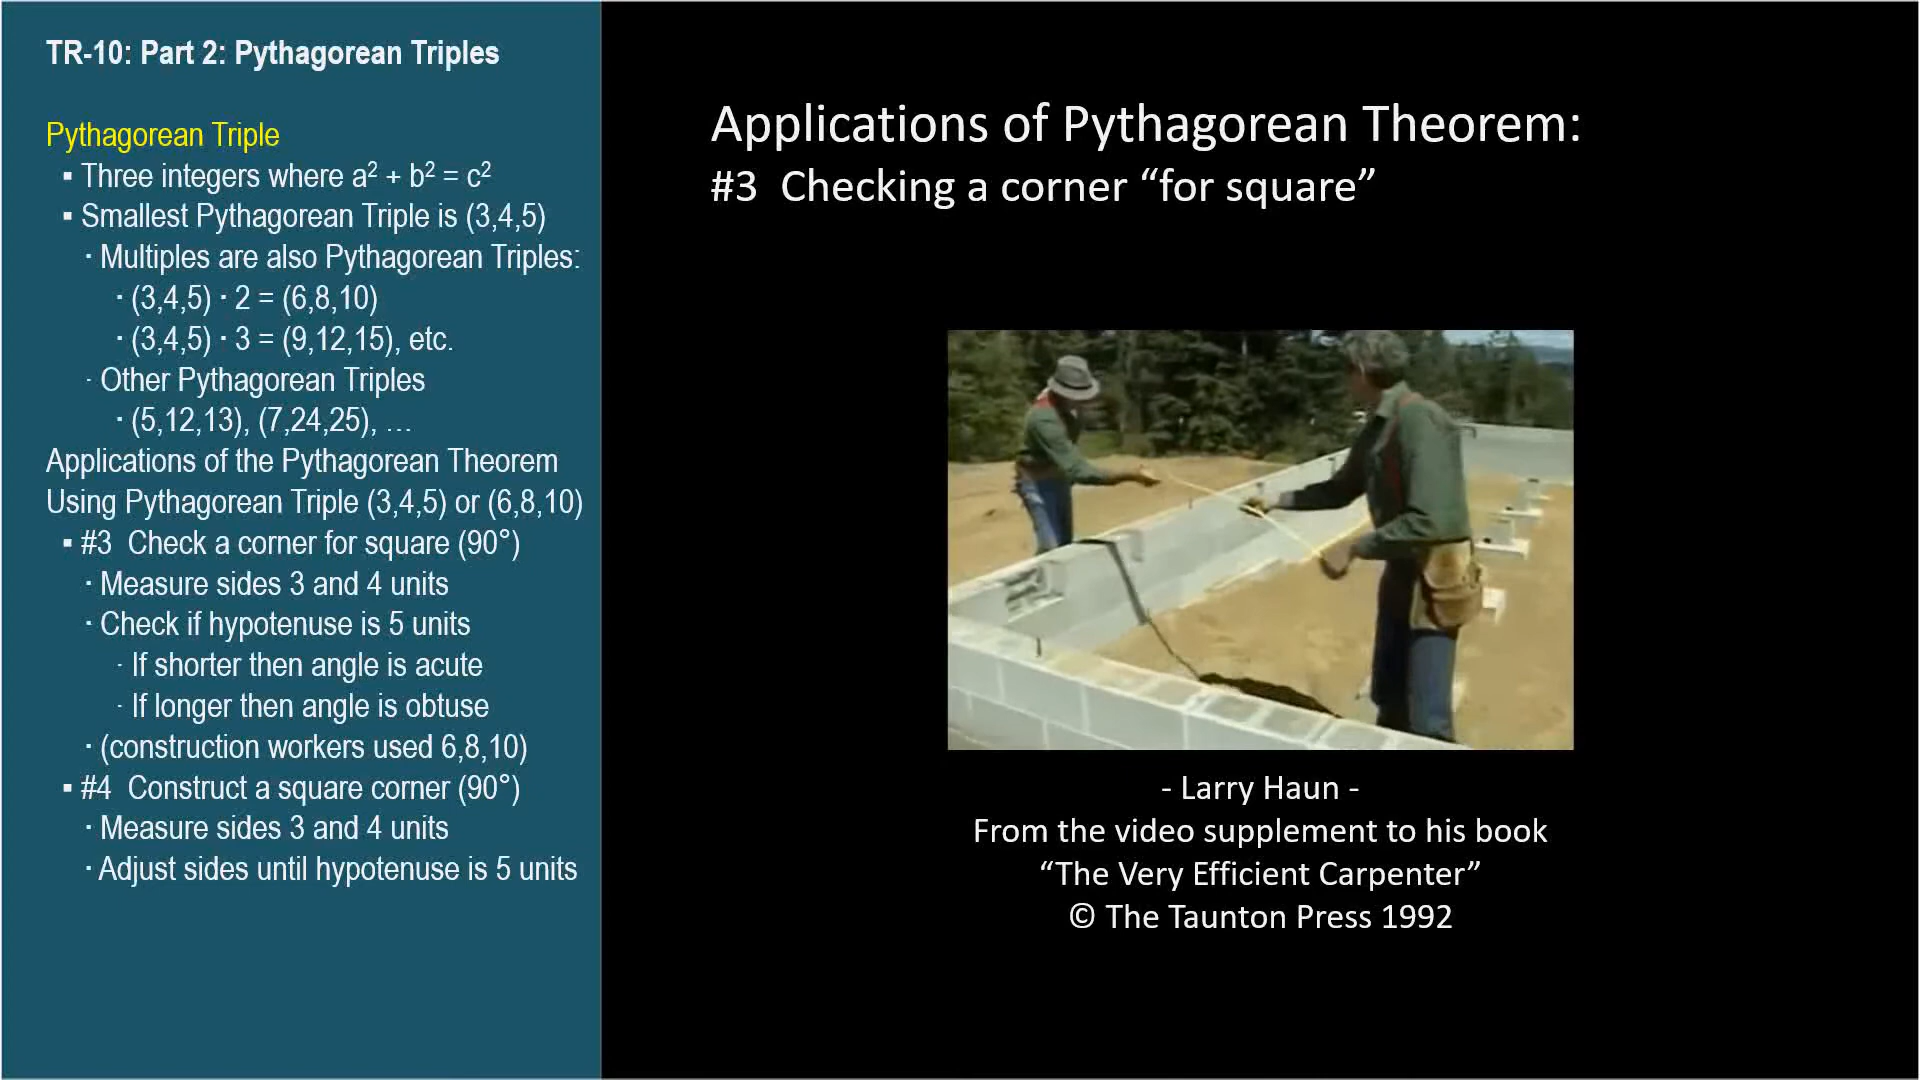 TR-10: Part 2: Pythagorean Triples
Pythagorean Triple
▪ Three integers where a² + b² = c²
▪ Smallest Pythagorean Triple is (3,4,5)
· Multiples are also Pythagorean Triples:
· (3,4,5) · 2 = (6,8,10)
· (3,4,5) · 3 = (9,12,15), etc.
· Other Pythagorean Triples
· (5,12,13), (7,24,25), …
Applications of the Pythagorean Theorem
Using Pythagorean Triple (3,4,5) or (6,8,10)
▪ #3 Check a corner for square (90°)
· Measure sides 3 and 4 units
· Check if hypotenuse is 5 units
· If shorter then angle is acute
· If longer then angle is obtuse
· (construction workers used 6,8,10)
▪ #4 Construct a square corner (90°)
· Measure sides 3 and 4 units
· Adjust sides until hypotenuse is 5 units
Applications of Pythagorean Theorem:
#3 Checking a corner “for square”
- Larry Haun -
From the video supplement to his book
“The Very Efficient Carpenter”
© The Taunton Press 1992